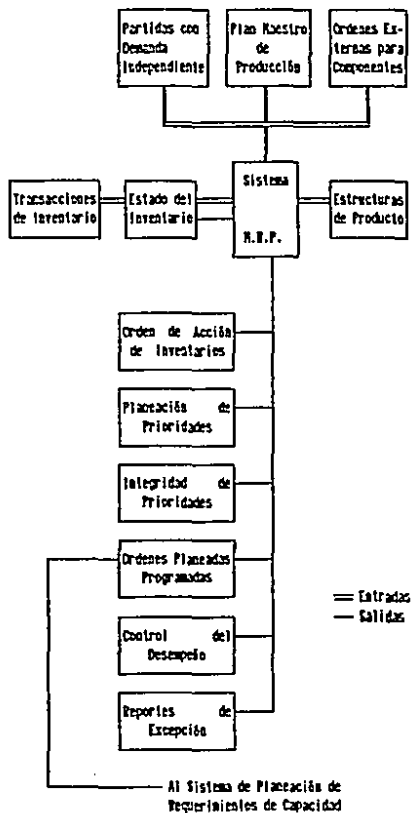 Partidas con
Demanda
Independiente
Plan Maestro
de
Producción
Ordenes Ex-
ternas para
Componentes
Transacciones
de Inventario
Estado del
Inventario
Sistema
M.R.P.
Estructuras
de Producto
Orden de Acción
de Inventarios
Planeación de
Prioridades
Integridad de
Prioridades
Ordenes Planeadas
Programadas
Control del
Desempeño
Reportes de
Excepción
Entradas
Salidas
Al Sistema de Planeación de
Requerimientos de Capacidad